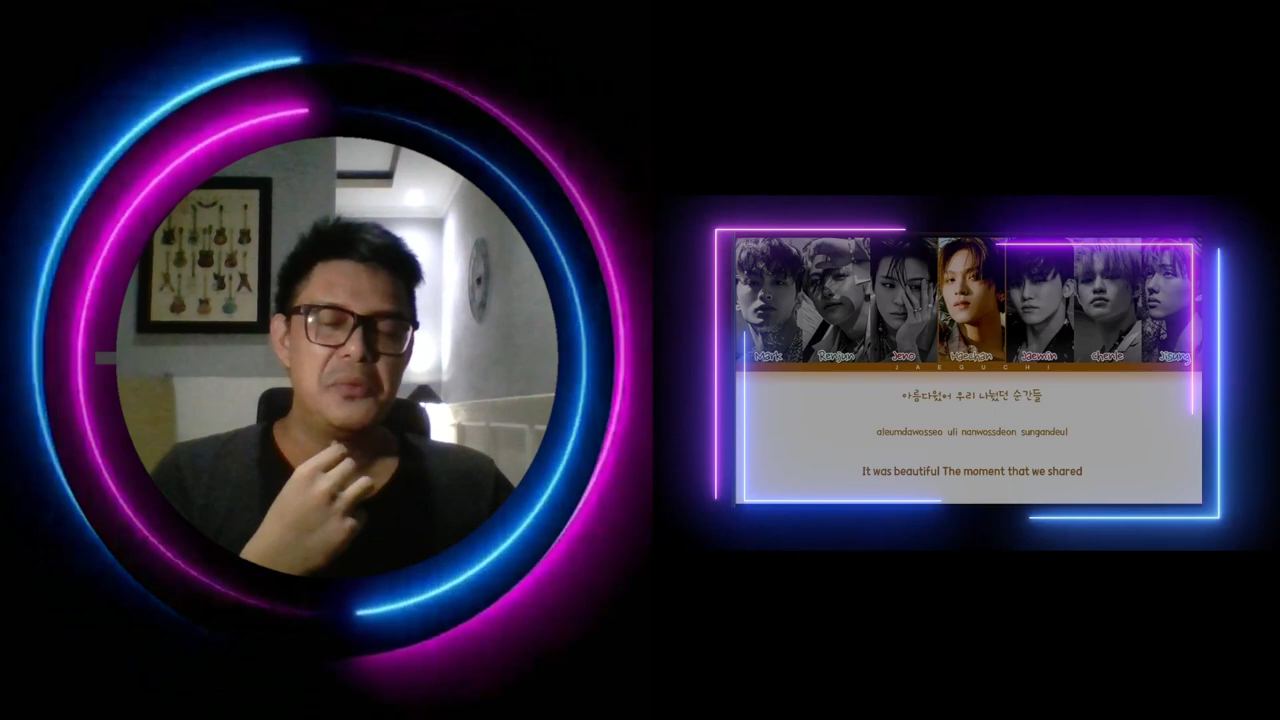 Mark Renjun Jeno Haechan Jaemin Chenle Jisung
J A E G U C H I
아름다웠어 우리 나눴던 순간들
aleumdawosseo uli nanwossdeon sungandeul
It was beautiful The moment that we shared